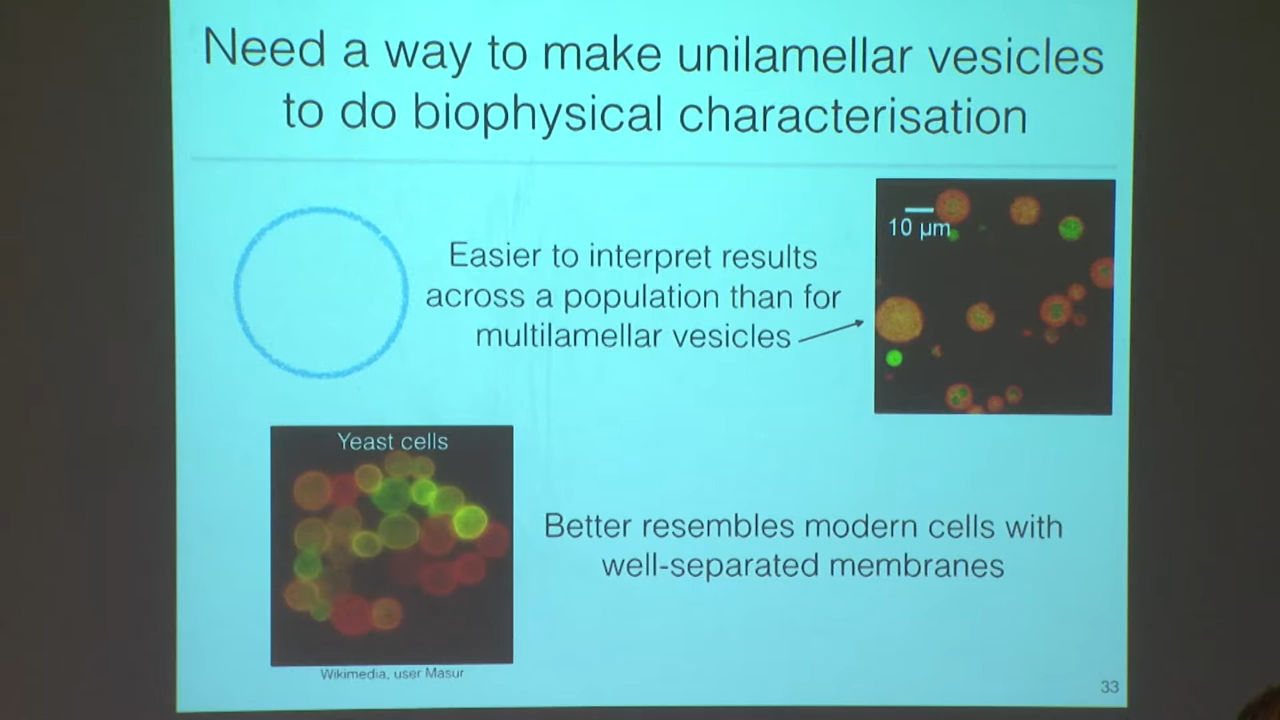 Need a way to make unilamellar vesicles
to do biophysical characterisation
Easier to interpret results
across a population than for
multilamellar vesicles
10 µm
Yeast cells
Better resembles modern cells with
well-separated membranes
Wikimedia, user Masur
33